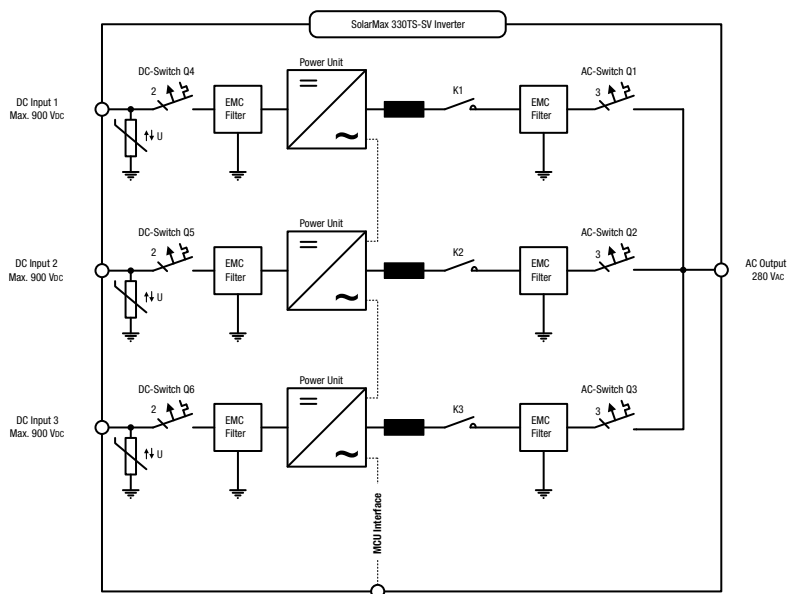 SolarMax 330TS-SV Inverter
Power Unit
DC-Switch Q4
AC-Switch Q1
DC Input 1
Max. 900 VDC
2
EMC
Filter
K1
EMC
Filter
3
U
Power Unit
DC-Switch Q5
AC-Switch Q2
DC Input 2
Max. 900 VDC
2
EMC
Filter
K2
EMC
Filter
3
AC Output
280 VAC
U
Power Unit
DC-Switch Q6
AC-Switch Q3
DC Input 3
Max. 900 VDC
2
EMC
Filter
K3
EMC
Filter
3
U
MCU Interface